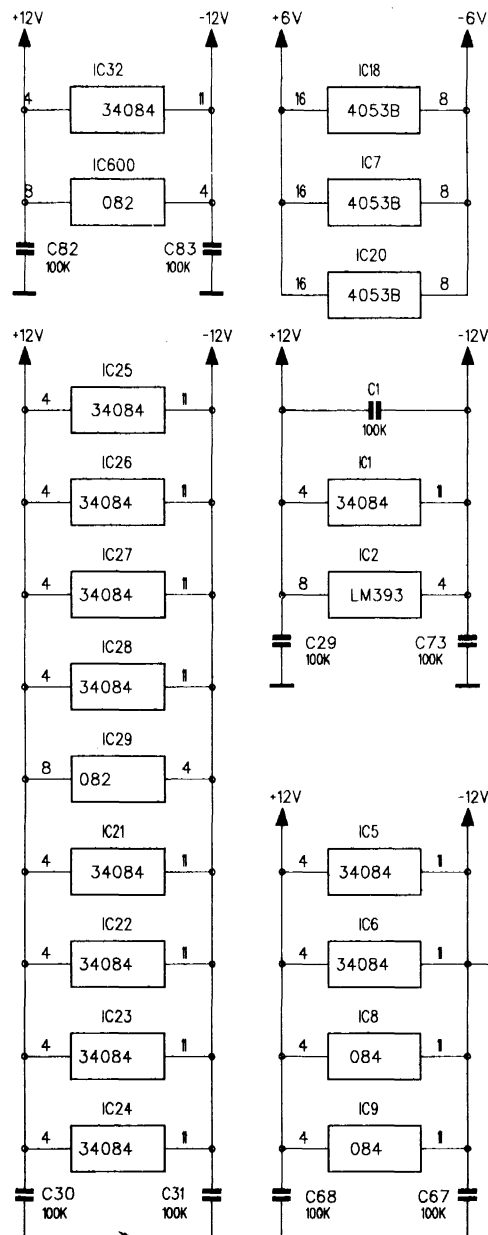 +12V -12V
IC32
4 34084 11
IC600
8 082 4
C82 C83
100K 100K
+6V -6V
IC18
16 4053B 8
IC7
16 4053B 8
IC20
16 4053B 8
+12V -12V
IC25
4 34084 11
IC26
4 34084 11
IC27
4 34084 11
IC28
4 34084 11
IC29
8 082 4
IC21
4 34084 11
IC22
4 34084 11
IC23
4 34084 11
IC24
4 34084 11
C30 C31
100K 100K
+12V -12V
C1
100K
IC1
4 34084 11
IC2
8 LM393 4
C29 C73
100K 100K
+12V -12V
IC5
4 34084 11
IC6
4 34084 11
IC8
4 084 11
IC9
4 084 11
C68 C67
100K 100K